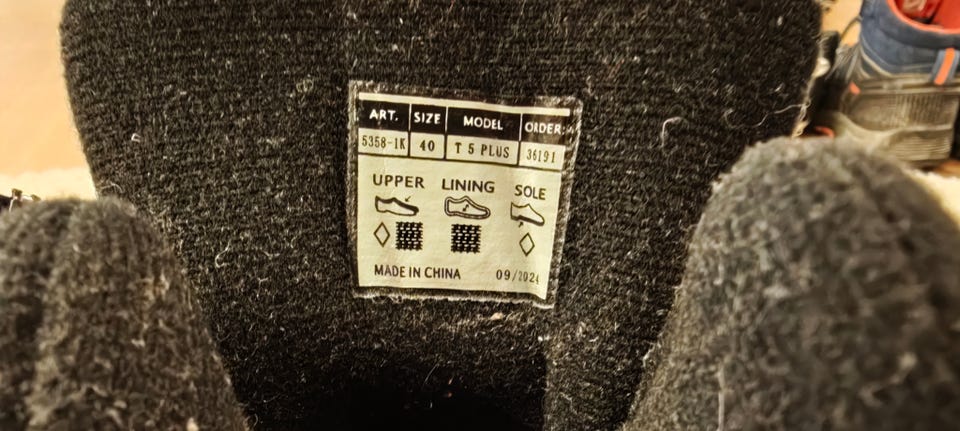 ART. SIZE MODEL ORDER:
5358-1K 40 T 5 PLUS 36191
UPPER LINING SOLE
MADE IN CHINA 09/2024